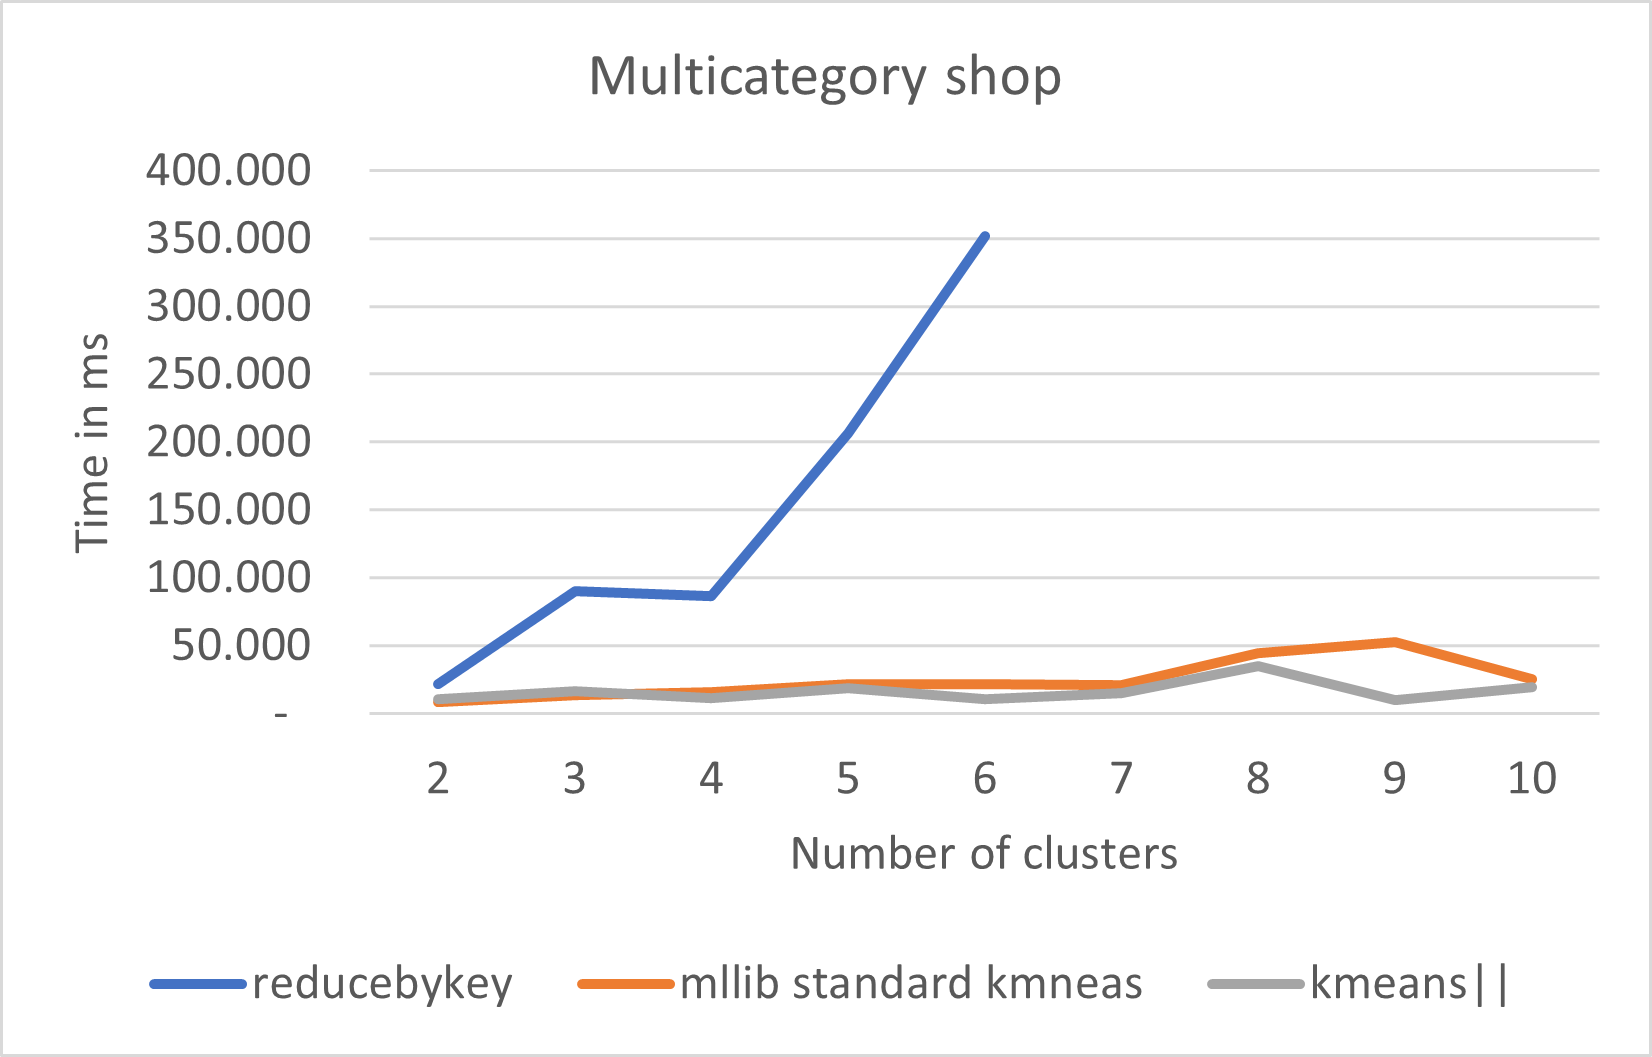 Multicategory shop
400.000
350.000
300.000
250.000
200.000
150.000
100.000
50.000
-
Time in ms
2 3 4 5 6 7 8 9 10
Number of clusters
reducebykey mllib standard kmneas kmeans||